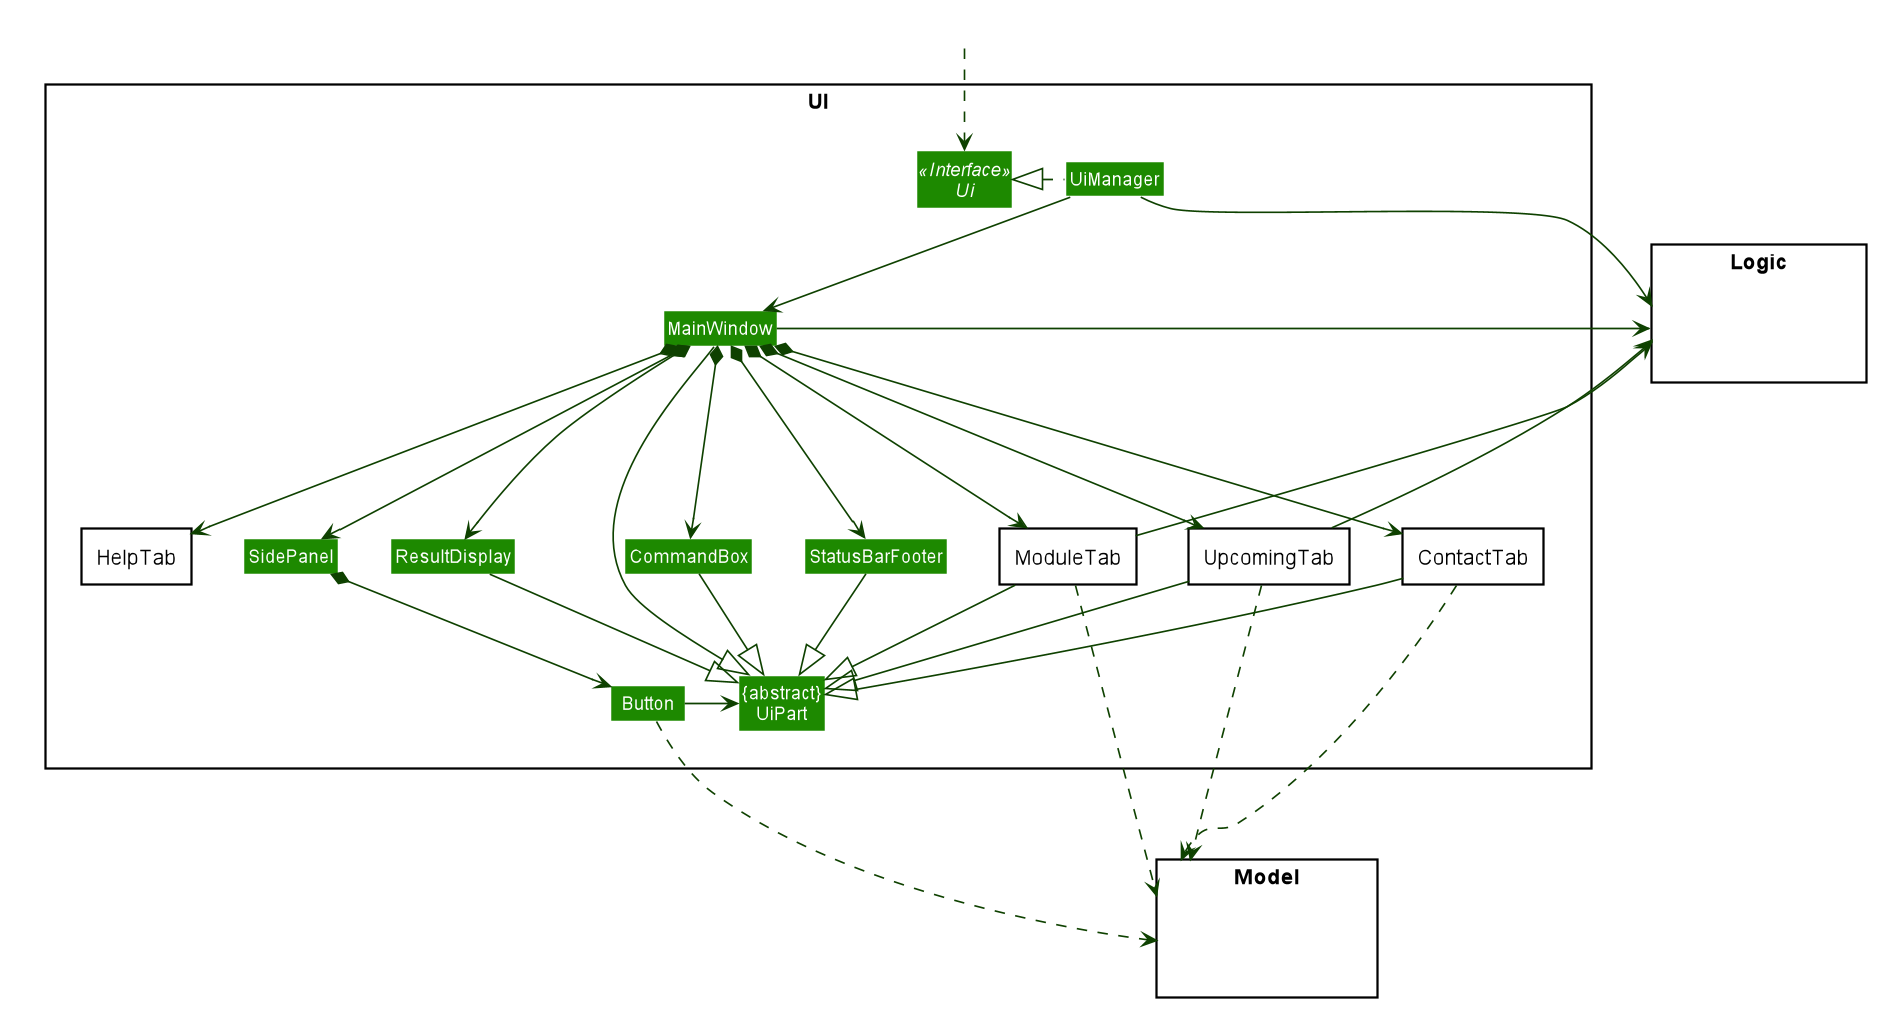 UI
«Interface»
Ui
UiManager
Logic
MainWindow
HelpTab
SidePanel
ResultDisplay
CommandBox
StatusBarFooter
ModuleTab
UpcomingTab
ContactTab
Button
{abstract}
UiPart
Model